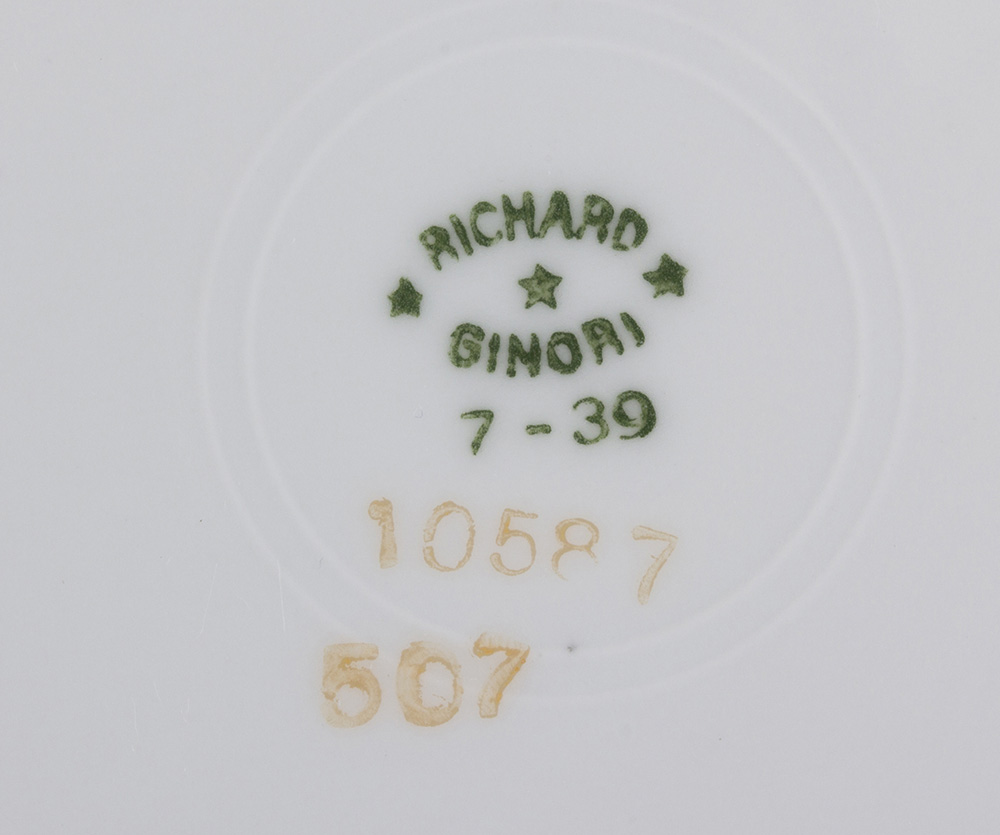 RICHARD
GINORI
7 - 39
10587
507